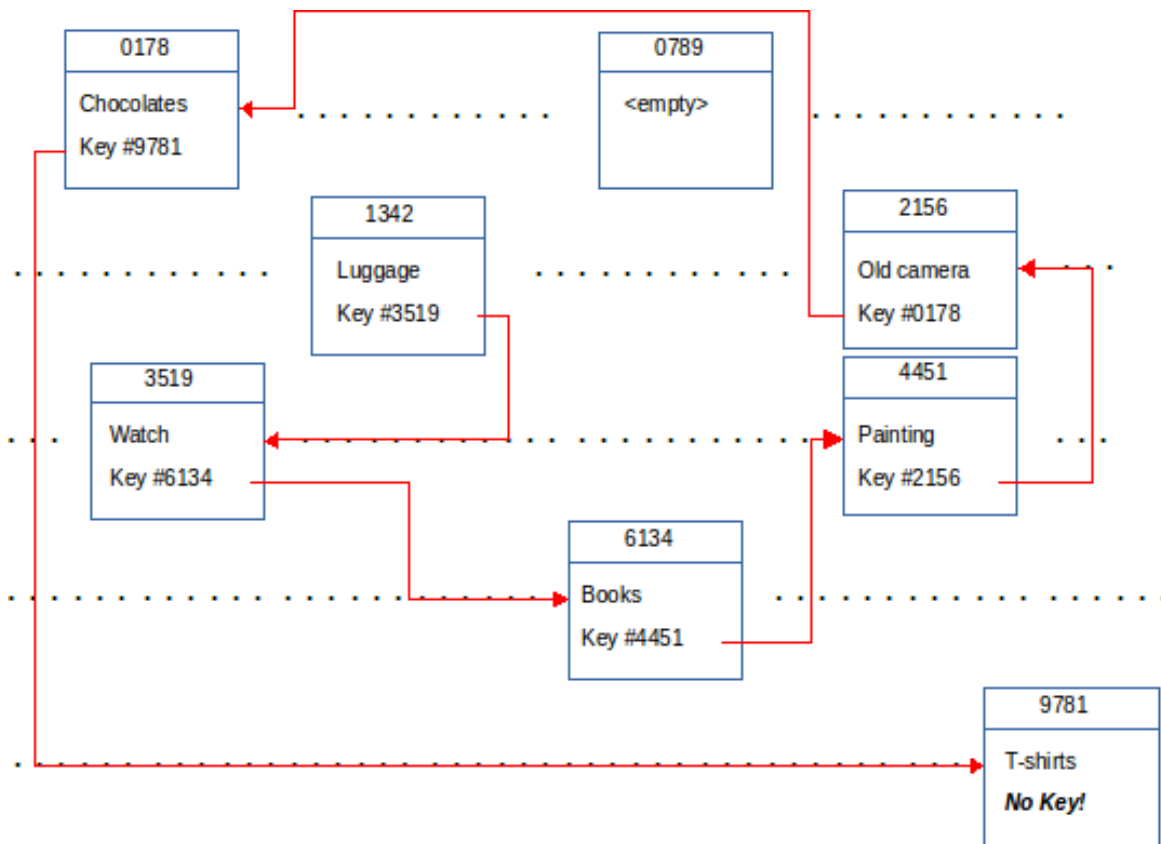 0178
Chocolates
Key #9781
0789
<empty>
1342
Luggage
Key #3519
2156
Old camera
Key #0178
3519
Watch
Key #6134
4451
Painting
Key #2156
6134
Books
Key #4451
9781
T-shirts
No Key!